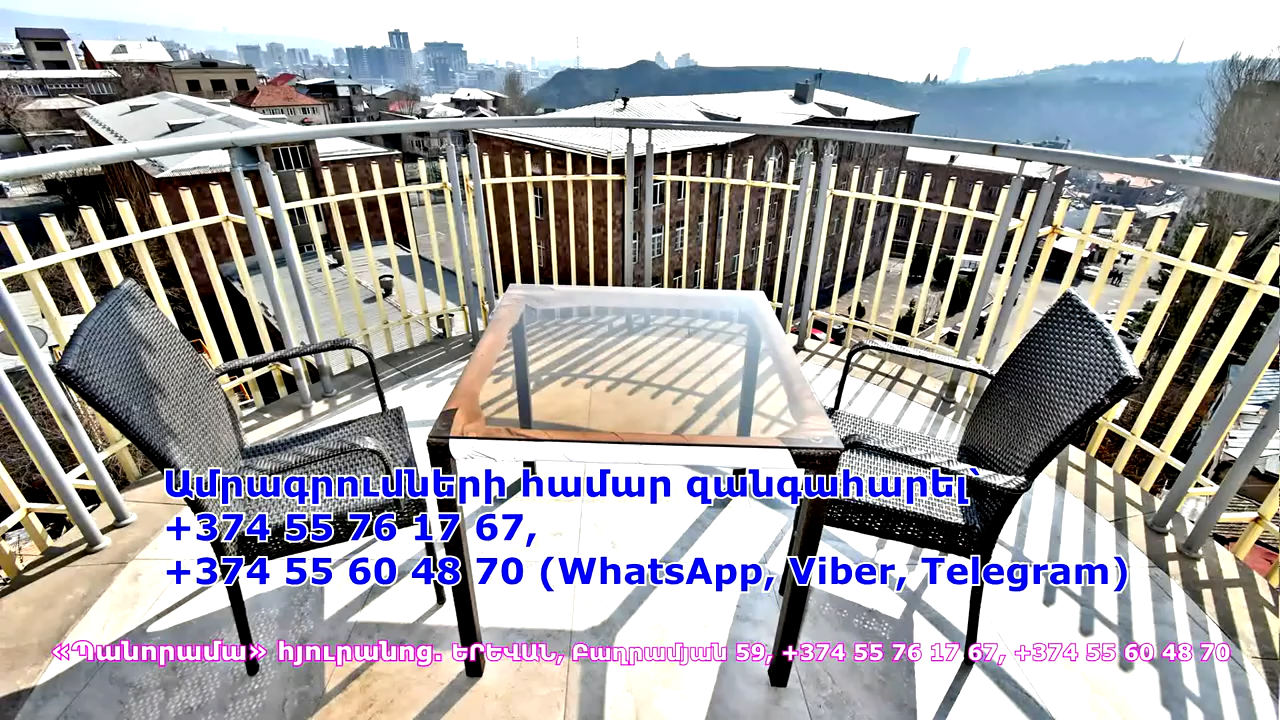 Ամրագրումների համար զանգահարել՝
+374 55 76 17 67,
+374 55 60 48 70 (WhatsApp, Viber, Telegram)
«Պանորամա» հյուրանոց. ԵՐԵՎԱՆ, Բաղրամյան 59, +374 55 76 17 67, +374 55 60 48 70